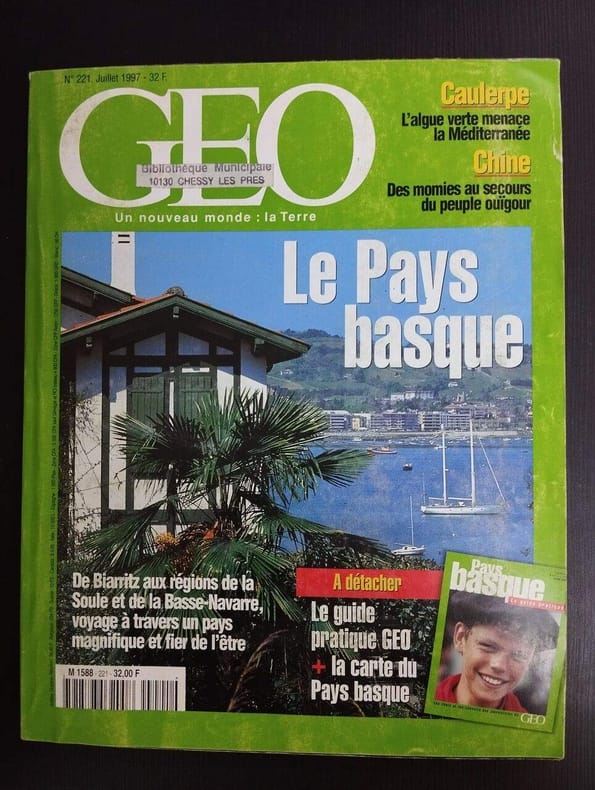 N° 221, Juillet 1997 - 32 F.
GEO
Bibliothèque Municipale
10130 CHESSY LES PRES
Un nouveau monde : la Terre
Caulerpe
L'algue verte menace
la Méditerranée
Chine
Des momies au secours
du peuple ouïgour
Le Pays
basque
De Biarritz aux régions de la
Soule et de la Basse-Navarre,
voyage à travers un pays
magnifique et fier de l'être
A détacher
Le guide
pratique GEO
+ la carte du
Pays basque
Pays
basque
Le guide pratique
GEO
M 1588 - 221 - 32,00 F